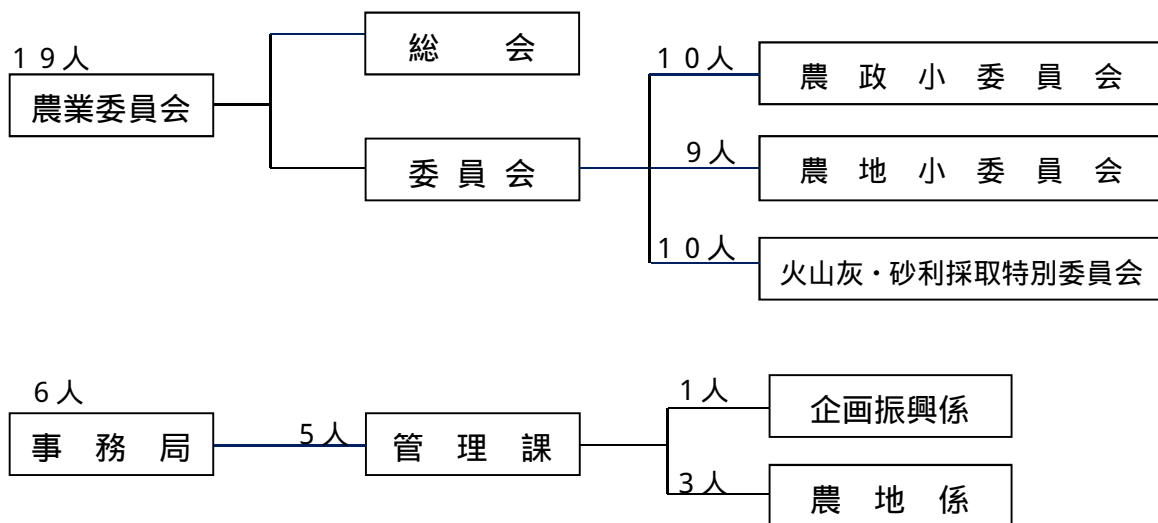 総会
19人
農業委員会
10人
農政小委員会
委員会
9人
農地小委員会
10人
火山灰・砂利採取特別委員会
6人
事務局
5人
管理課
1人
企画振興係
3人
農地係